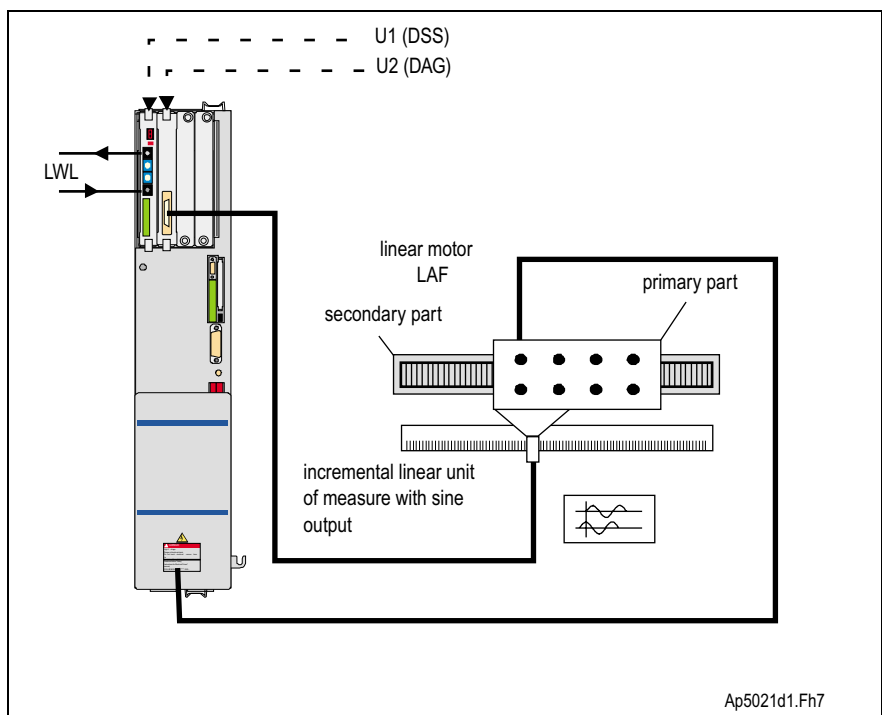 U1 (DSS)
U2 (DAG)
LWL
linear motor
LAF
primary part
secondary part
incremental linear unit
of measure with sine
output
Ap5021d1.Fh7